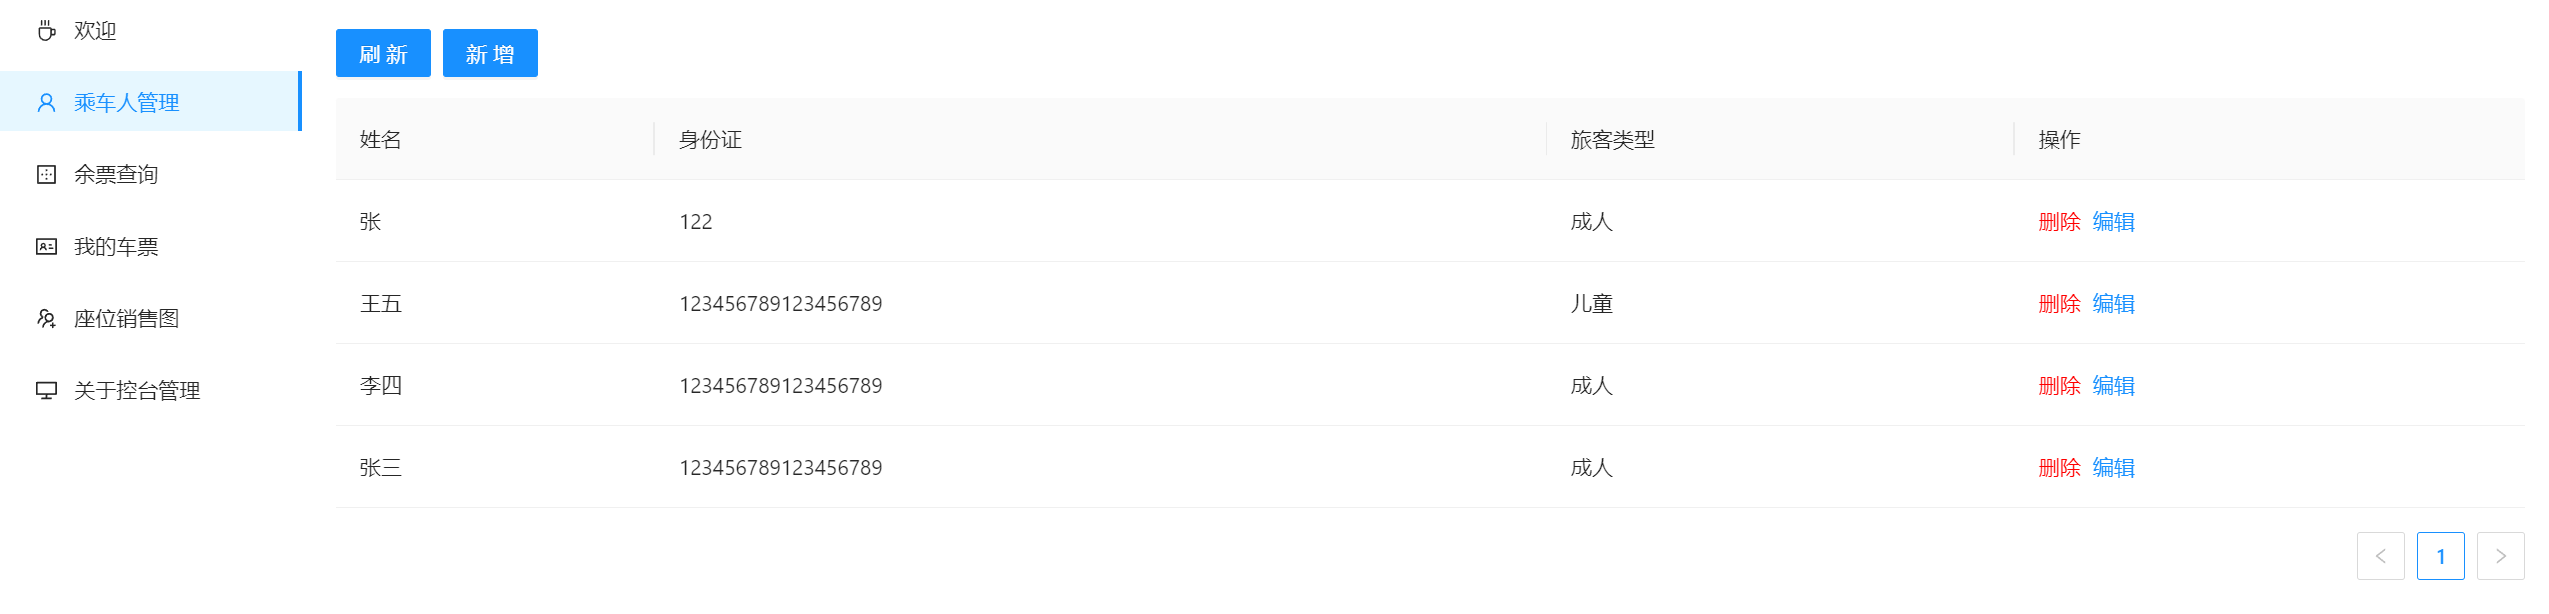 欢迎
乘车人管理
余票查询
我的车票
座位销售图
关于控台管理
刷 新 新 增
姓名 身份证 旅客类型 操作
张 122 成人 删除 编辑
王五 123456789123456789 儿童 删除 编辑
李四 123456789123456789 成人 删除 编辑
张三 123456789123456789 成人 删除 编辑
< 1 >